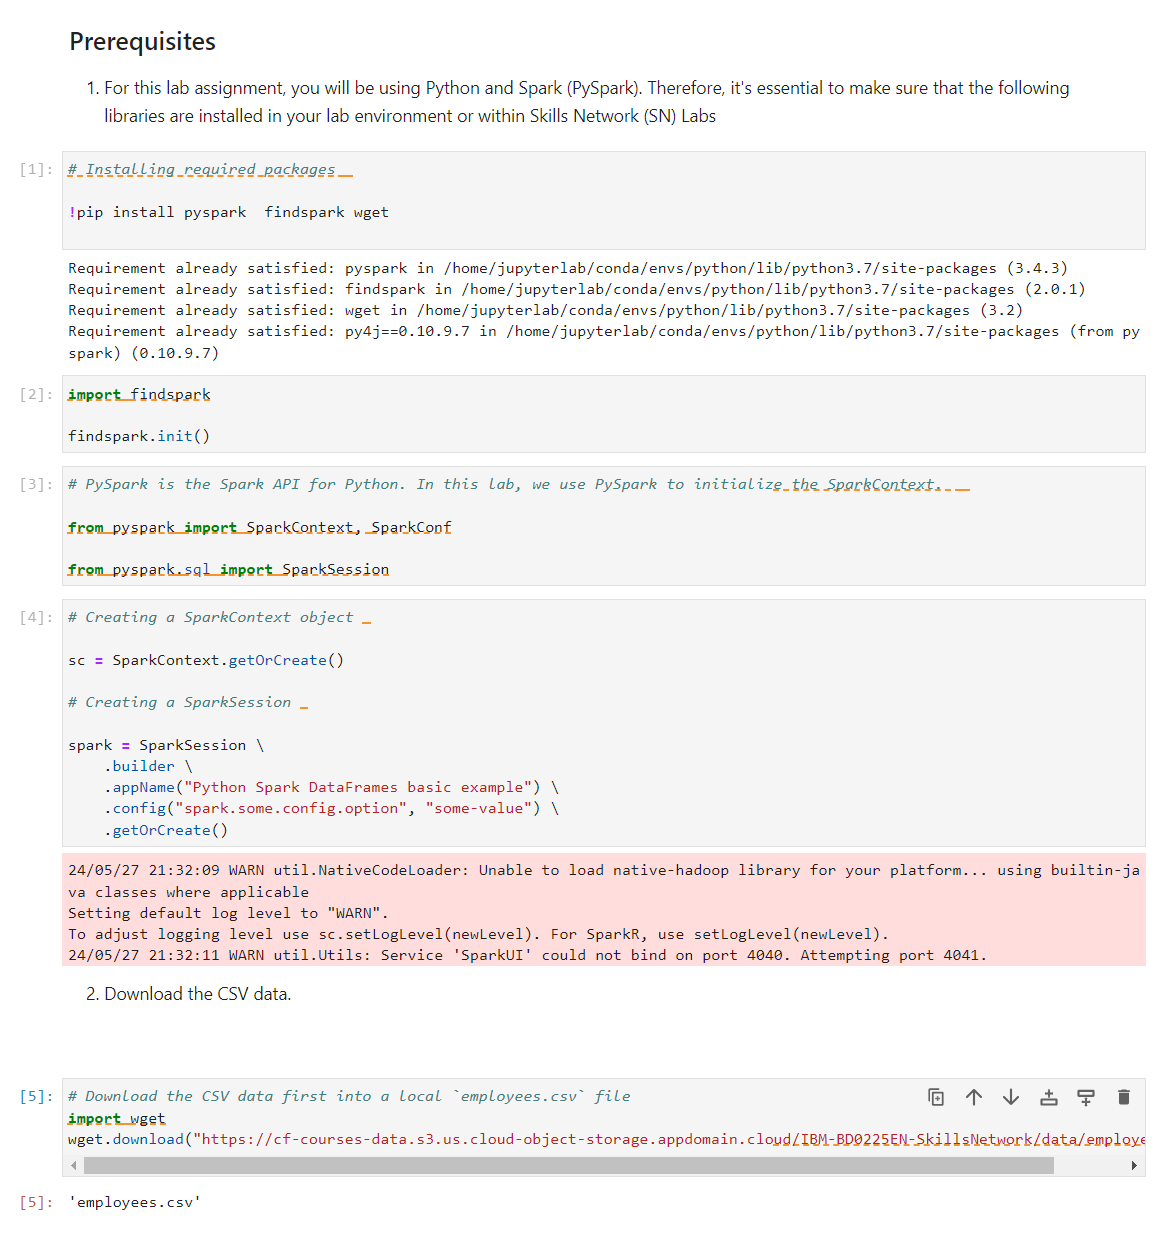 Prerequisites
1. For this lab assignment, you will be using Python and Spark (PySpark). Therefore, it's essential to make sure that the following
libraries are installed in your lab environment or within Skills Network (SN) Labs
[1]: # Installing required packages
!pip install pyspark  findspark wget
Requirement already satisfied: pyspark in /home/jupyterlab/conda/envs/python/lib/python3.7/site-packages (3.4.3)
Requirement already satisfied: findspark in /home/jupyterlab/conda/envs/python/lib/python3.7/site-packages (2.0.1)
Requirement already satisfied: wget in /home/jupyterlab/conda/envs/python/lib/python3.7/site-packages (3.2)
Requirement already satisfied: py4j==0.10.9.7 in /home/jupyterlab/conda/envs/python/lib/python3.7/site-packages (from py
spark) (0.10.9.7)
[2]: import findspark
findspark.init()
[3]: # PySpark is the Spark API for Python. In this lab, we use PySpark to initialize the SparkContext.
from pyspark import SparkContext, SparkConf
from pyspark.sql import SparkSession
[4]: # Creating a SparkContext object
sc = SparkContext.getOrCreate()
# Creating a SparkSession
spark = SparkSession \
    .builder \
    .appName("Python Spark DataFrames basic example") \
    .config("spark.some.config.option", "some-value") \
    .getOrCreate()
24/05/27 21:32:09 WARN util.NativeCodeLoader: Unable to load native-hadoop library for your platform... using builtin-ja
va classes where applicable
Setting default log level to "WARN".
To adjust logging level use sc.setLogLevel(newLevel). For SparkR, use setLogLevel(newLevel).
24/05/27 21:32:11 WARN util.Utils: Service 'SparkUI' could not bind on port 4040. Attempting port 4041.
2. Download the CSV data.
[5]: # Download the CSV data first into a local `employees.csv` file
import wget
wget.download("https://cf-courses-data.s3.us.cloud-object-storage.appdomain.cloud/IBM-BD0225EN-SkillsNetwork/data/employe
[5]: 'employees.csv'